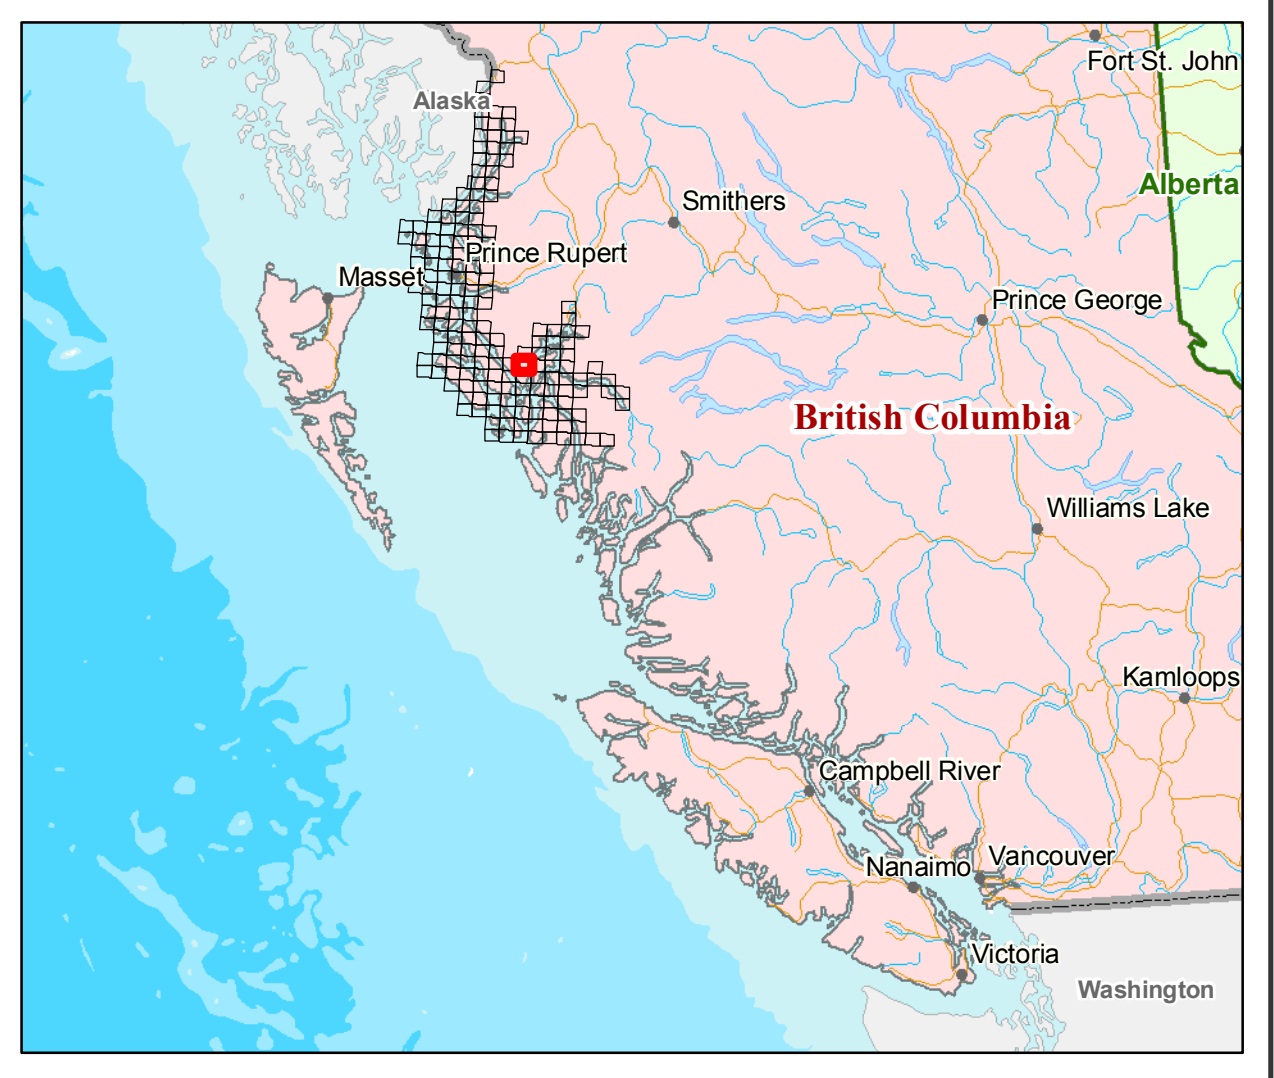 Fort St. John
Alaska
Alberta
Smithers
Prince Rupert
Masset
Prince George
British Columbia
Williams Lake
Kamloops
Campbell River
Vancouver
Nanaimo
Victoria
Washington